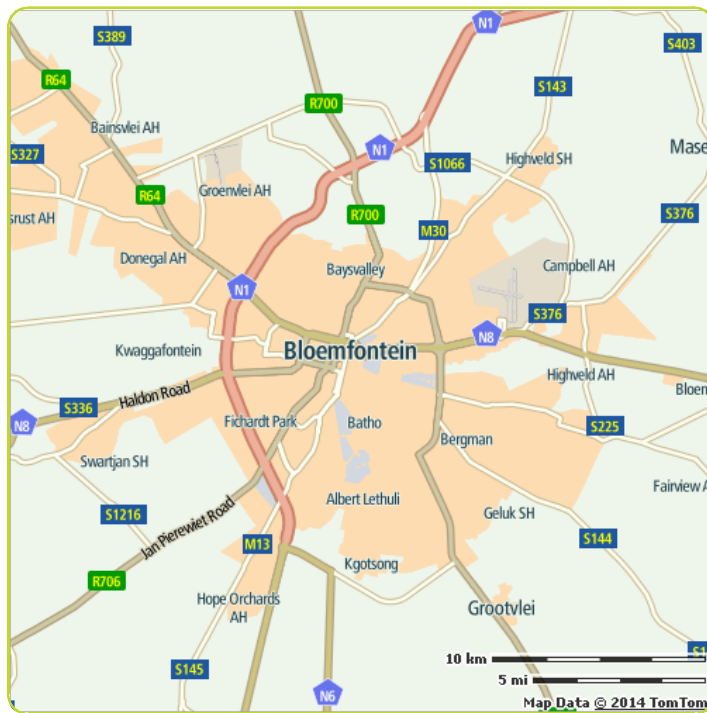 N1
S389
S403
R64
S143
R700
Bainsvlei AH
N1
Mase
S327
S1066
Highveld SH
Groenvlei AH
R64
srust AH
R700
S376
M30
Donegal AH
Baysvalley
Campbell AH
N1
S376
N8
Kwaggafontein
Bloemfontein
Highveld AH
Haldon Road
Bloem
S336
N8
Fichardt Park
Batho
S225
Bergman
Swartjan SH
Fairview A
Albert Lethuli
S1216
Geluk SH
Jan Pierewiet Road
S144
M13
Kgotsong
R706
Hope Orchards
AH
Grootvlei
10 km
S145
5 mi
N6
Map Data © 2014 TomTom